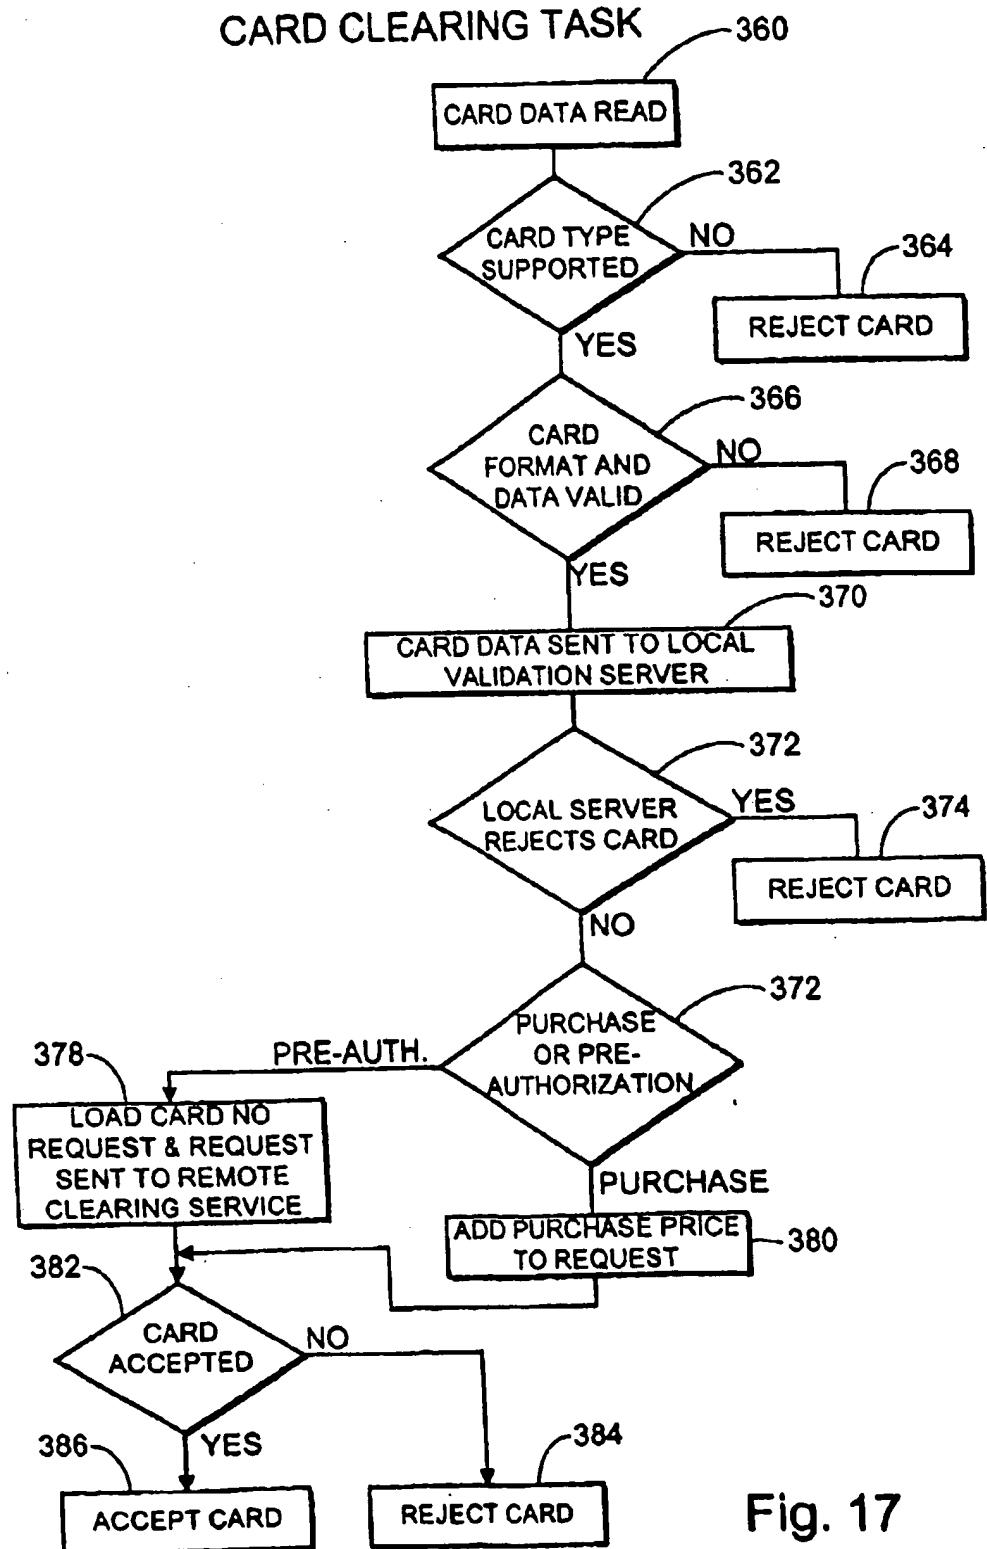 CARD CLEARING TASK
360
CARD DATA READ
362
CARD TYPE
SUPPORTED
NO
364
REJECT CARD
YES
366
CARD
FORMAT AND
DATA VALID
NO
368
REJECT CARD
YES
370
CARD DATA SENT TO LOCAL
VALIDATION SERVER
372
LOCAL SERVER
REJECTS CARD
YES
374
REJECT CARD
NO
372
PURCHASE
OR PRE-
AUTHORIZATION
PRE-AUTH.
378
LOAD CARD NO
REQUEST & REQUEST
SENT TO REMOTE
CLEARING SERVICE
PURCHASE
ADD PURCHASE PRICE
TO REQUEST
380
382
CARD
ACCEPTED
NO
YES
386
ACCEPT CARD
384
REJECT CARD
Fig. 17